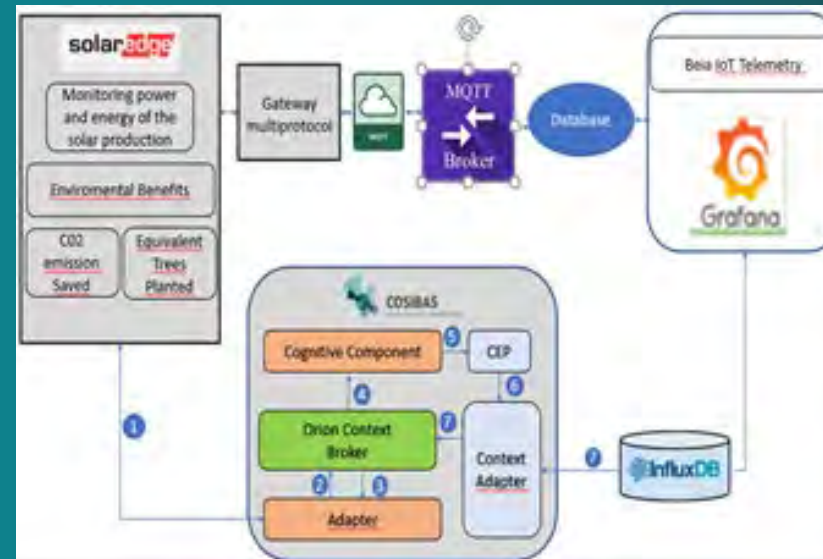 solaredge
Monitoring power
and energy of the
solar production
Enviromental Benefits
CO2
emission
Saved
Equivalent
Trees
Planted
Gateway
multiprotocol
MQTT
Broker
Database
Beia IoT Telemetry
Grafana
COSIBAS
Cognitive Component
5
CEP
4
6
Orion Context
Broker
7
Context
Adapter
2
3
Adapter
1
7
InfluxDB